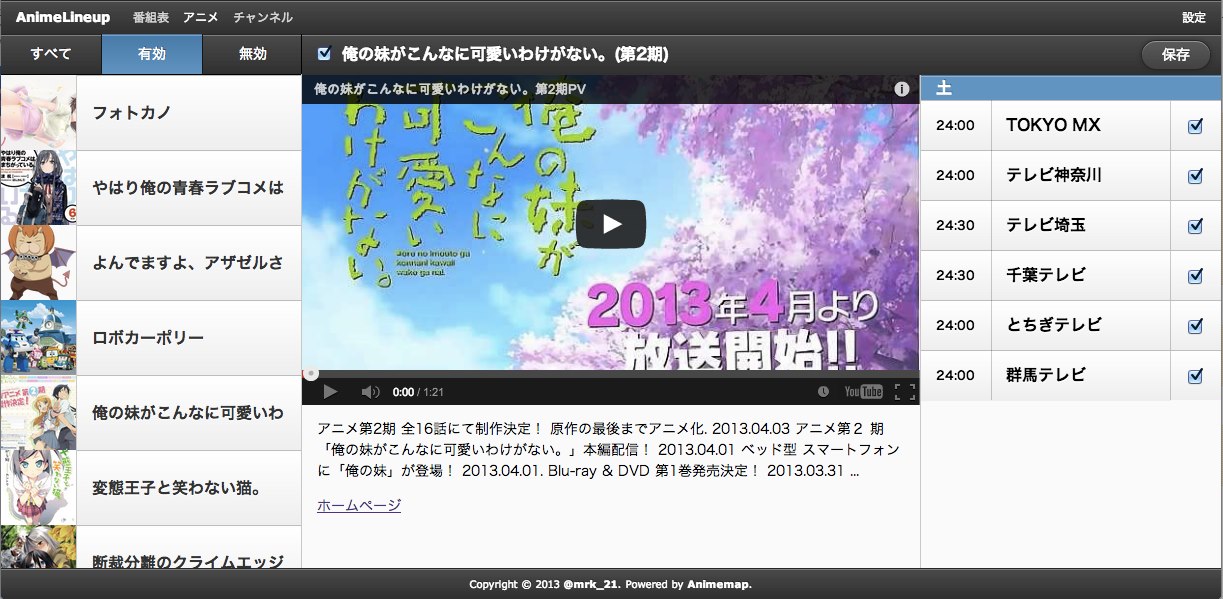 AnimeLineup 番組表 アニメ チャンネル 設定
すべて 有効 無効
俺の妹がこんなに可愛いわけがない。(第2期) 保存
フォトカノ
やはり俺の青春ラブコメは
よんでますよ、アザゼルさ
ロボカーポリー
俺の妹がこんなに可愛いわ
変態王子と笑わない猫。
断裁分離のクライムエッジ
俺の妹がこんなに可愛いわけがない。第2期PV
俺の妹が
こんなに
可愛い
わけがない。
ore no imouto ga
konnani kawaii
wake ga nai.
2013年4月より
放送開始!!
0:00 / 1:21
YouTube
アニメ第2期 全16話にて制作決定！ 原作の最後までアニメ化. 2013.04.03 アニメ第２ 期
「俺の妹がこんなに可愛いわけがない。」本編配信！ 2013.04.01 ベッド型 スマートフォン
に「俺の妹」が登場！ 2013.04.01. Blu-ray & DVD 第1巻発売決定！ 2013.03.31 ...
ホームページ
土
24:00 TOKYO MX
24:00 テレビ神奈川
24:30 テレビ埼玉
24:30 千葉テレビ
24:00 とちぎテレビ
24:00 群馬テレビ
Copyright © 2013 @mrk_21. Powered by Animemap.